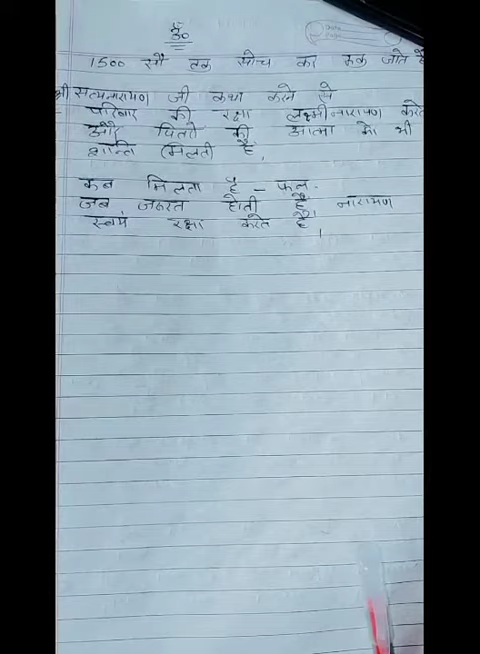 ॐ
1500 सौ तक सोच का रुक जाते है
श्री सत्यनारायण जी कथा करने से
परिवार की रक्षा लक्ष्मीनारायण करते
और पितरो की आत्मा को भी
शान्ति मिलती है.
कब मिलता है - फल.
जब जरुरत होती है, नारायण
स्वयं रक्षा करते है।